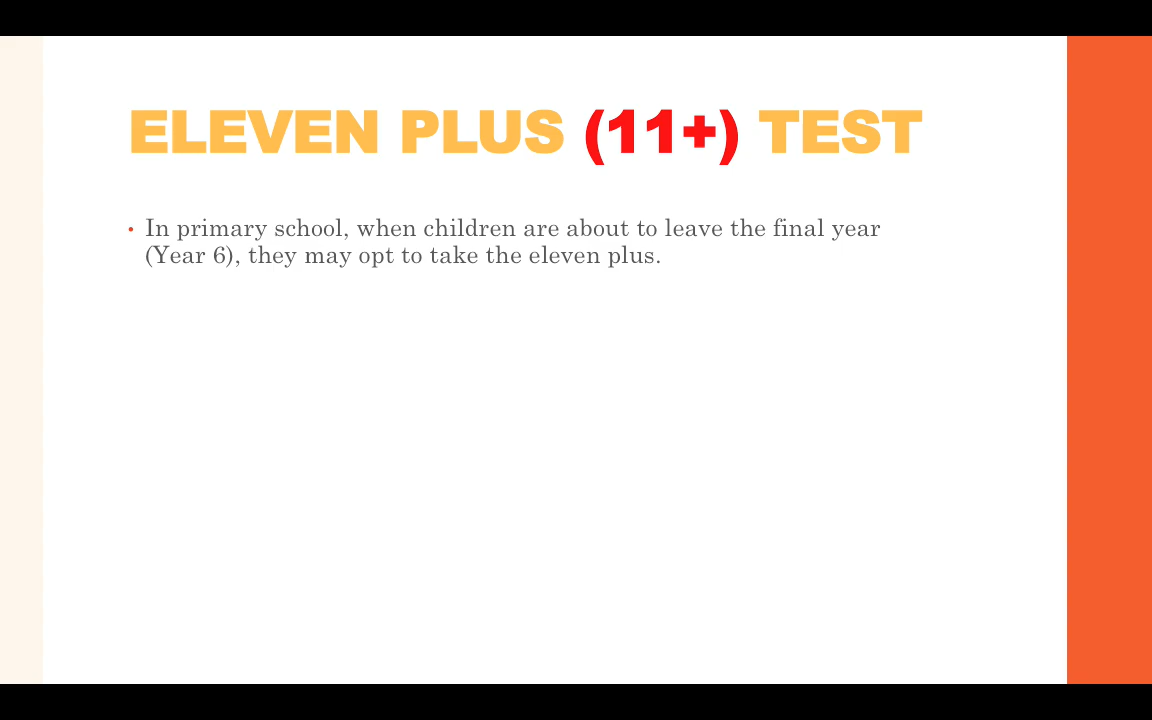 ELEVEN PLUS (11+) TEST
• In primary school, when children are about to leave the final year
(Year 6), they may opt to take the eleven plus.